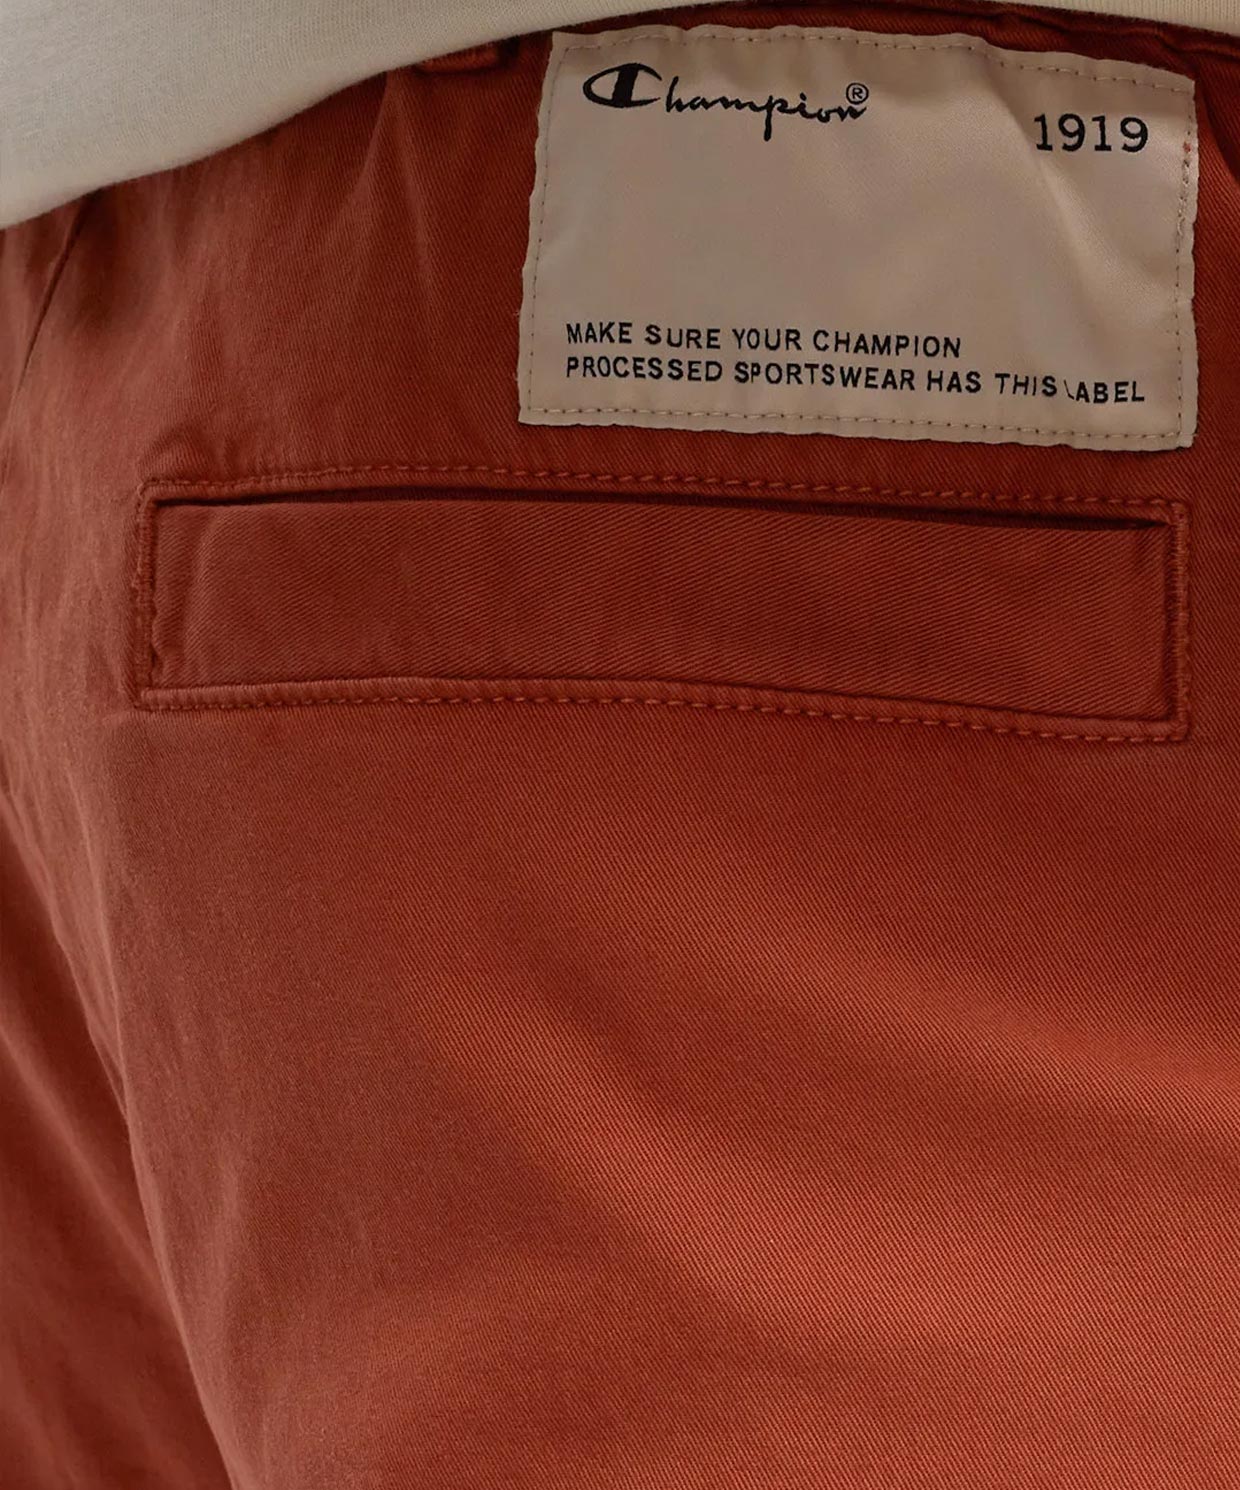 Champion®
1919
MAKE SURE YOUR CHAMPION
PROCESSED SPORTSWEAR HAS THIS LABEL